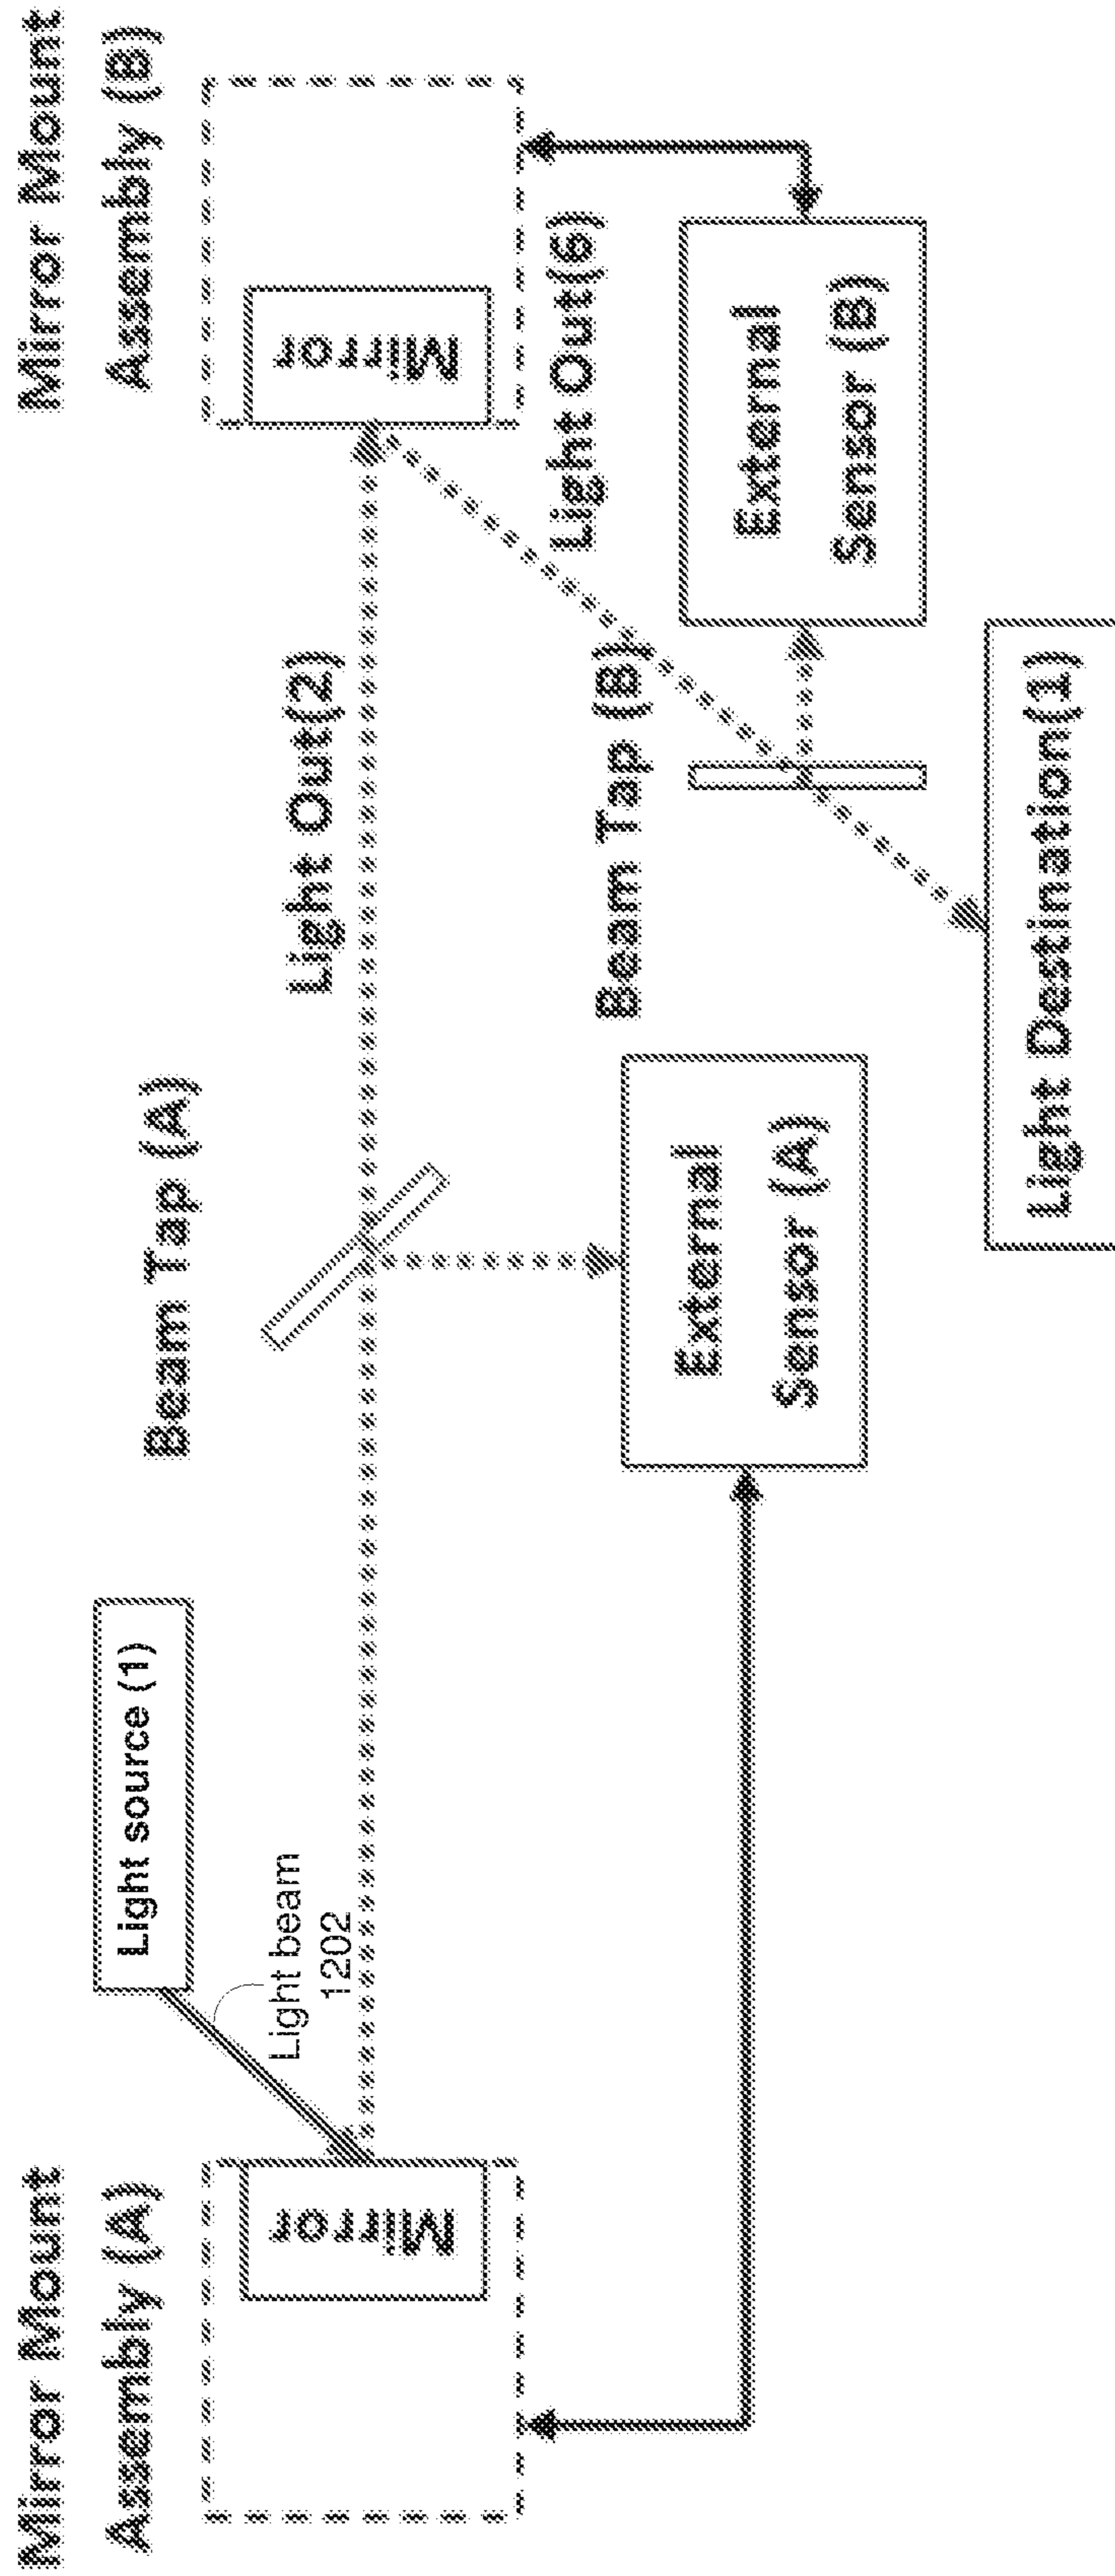 Mirror Mount
Assembly (A)
Mirror
Light source (1)
Light beam
1202
Beam Tap (A)
External
Sensor (A)
Light Out(2)
Mirror Mount
Assembly (B)
Mirror
Light Out(6)
Beam Tap (B)
External
Sensor (B)
Light Destination(1)